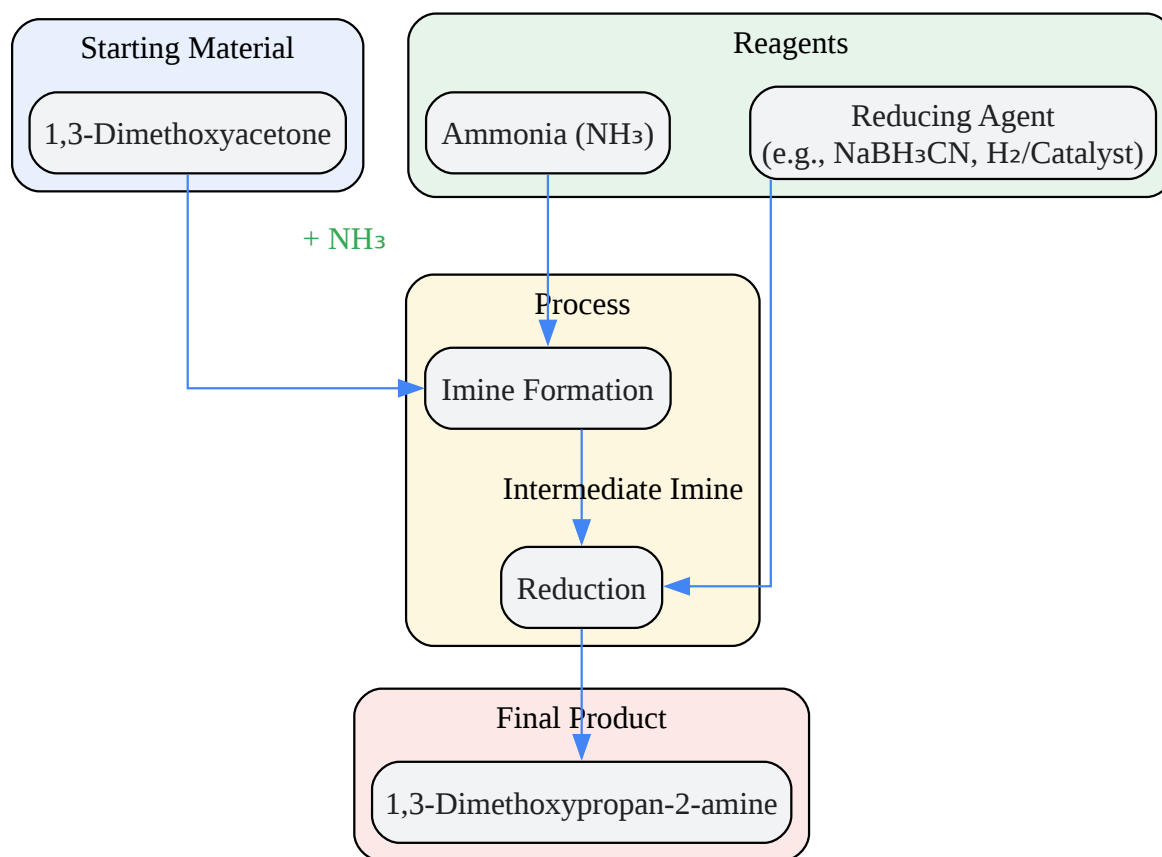 Starting Material
1,3-Dimethoxyacetone
Reagents
Ammonia (NH₃)
Reducing Agent
(e.g., NaBH₃CN, H₂/Catalyst)
+ NH₃
Process
Imine Formation
Intermediate Imine
Reduction
Final Product
1,3-Dimethoxypropan-2-amine